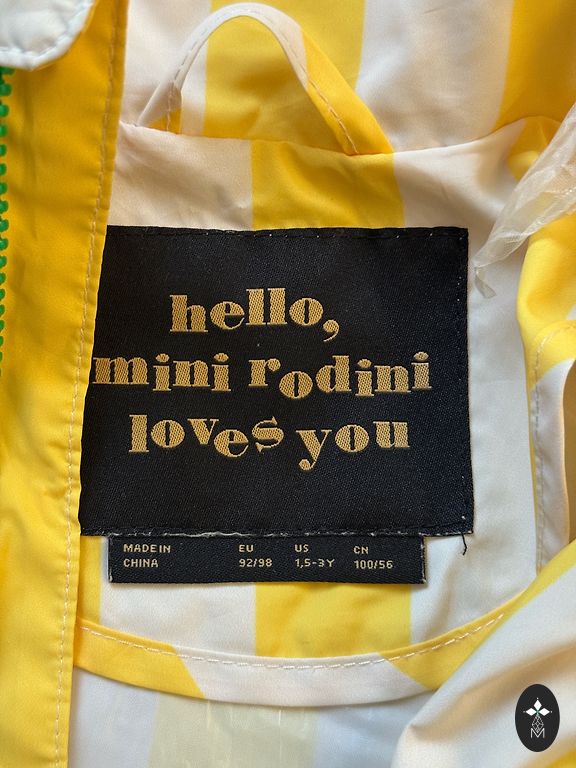 hello,
mini rodini
loves you
MADE IN CHINA
EU 92/98
US 1,5-3Y
CN 100/56